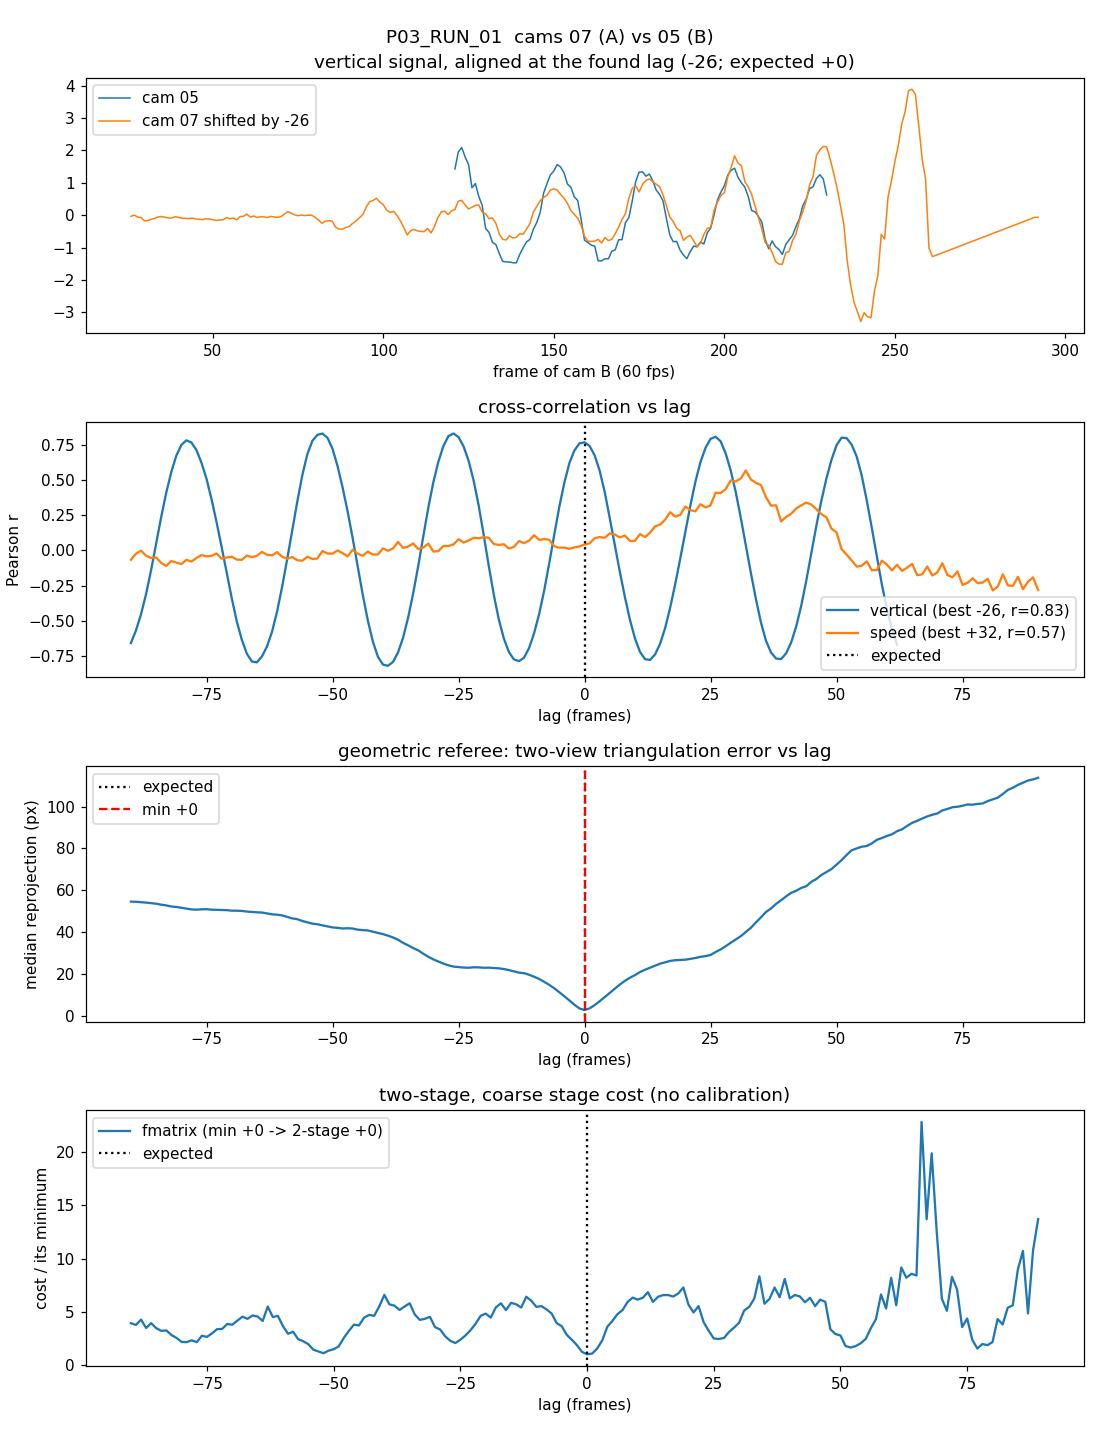 P03_RUN_01  cams 07 (A) vs 05 (B)
vertical signal, aligned at the found lag (-26; expected +0)
cam 05
cam 07 shifted by -26
4
3
2
1
0
−1
−2
−3
50
100
150
200
250
300
frame of cam B (60 fps)
cross-correlation vs lag
Pearson r
0.75
0.50
0.25
0.00
−0.25
−0.50
−0.75
vertical (best -26, r=0.83)
speed (best +32, r=0.57)
expected
−75
−50
−25
0
25
50
75
lag (frames)
geometric referee: two-view triangulation error vs lag
median reprojection (px)
100
80
60
40
20
0
expected
min +0
−75
−50
−25
0
25
50
75
lag (frames)
two-stage, coarse stage cost (no calibration)
cost / its minimum
20
15
10
5
0
fmatrix (min +0 -> 2-stage +0)
expected
−75
−50
−25
0
25
50
75
lag (frames)